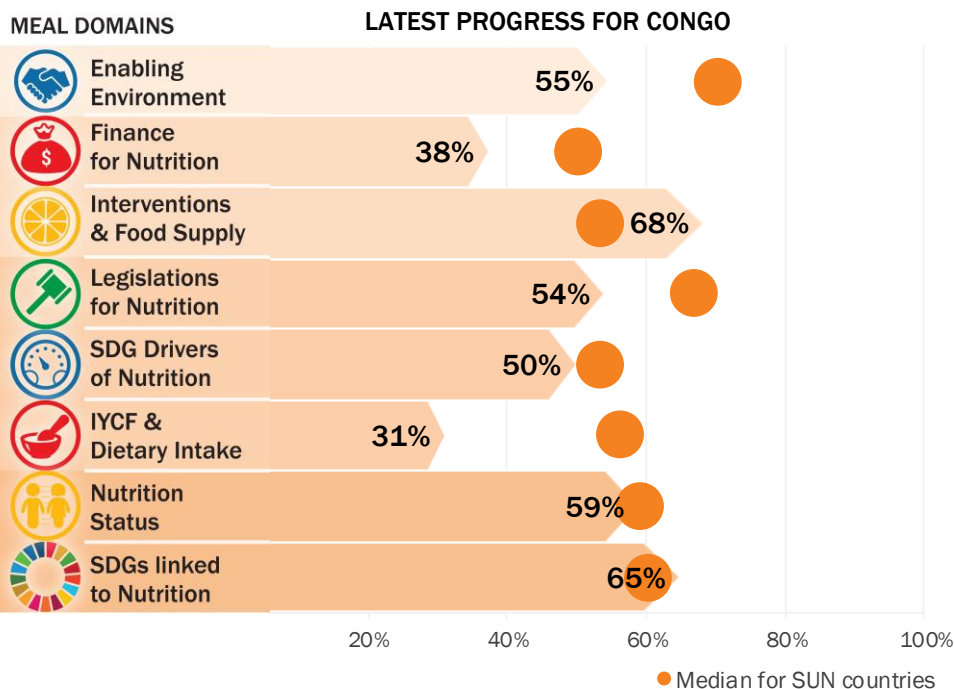 MEAL DOMAINS
LATEST PROGRESS FOR CONGO
Enabling
Environment
55%
Finance
for Nutrition
$
38%
Interventions
& Food Supply
68%
Legislations
for Nutrition
54%
SDG Drivers
of Nutrition
50%
IYCF &
Dietary Intake
31%
Nutrition
Status
59%
SDGs linked
to Nutrition
65%
20% 40% 60% 80% 100%
Median for SUN countries